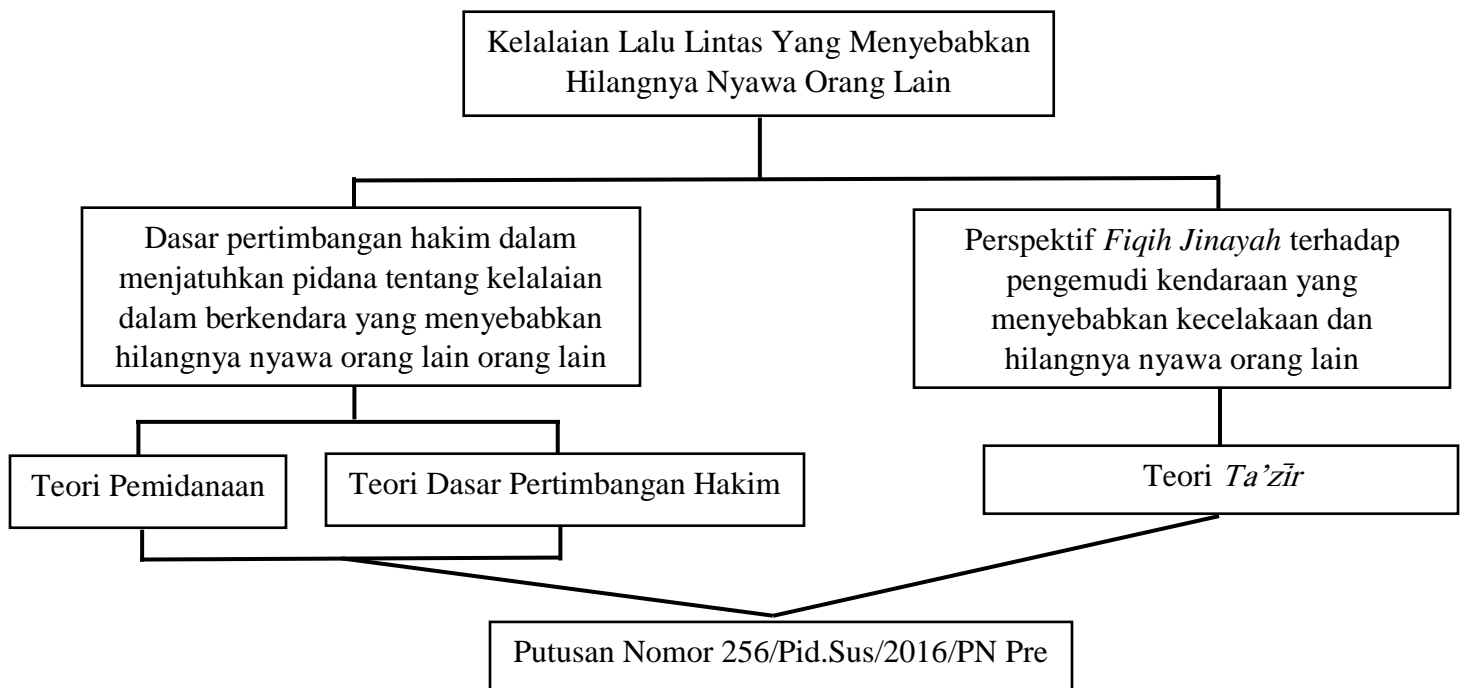 Kelalaian Lalu Lintas Yang Menyebabkan
Hilangnya Nyawa Orang Lain
Dasar pertimbangan hakim dalam
menjatuhkan pidana tentang kelalaian
dalam berkendara yang menyebabkan
hilangnya nyawa orang lain orang lain
Perspektif Fiqih Jinayah terhadap
pengemudi kendaraan yang
menyebabkan kecelakaan dan
hilangnya nyawa orang lain
Teori Pemidanaan
Teori Dasar Pertimbangan Hakim
Teori Ta’zīr
Putusan Nomor 256/Pid.Sus/2016/PN Pre